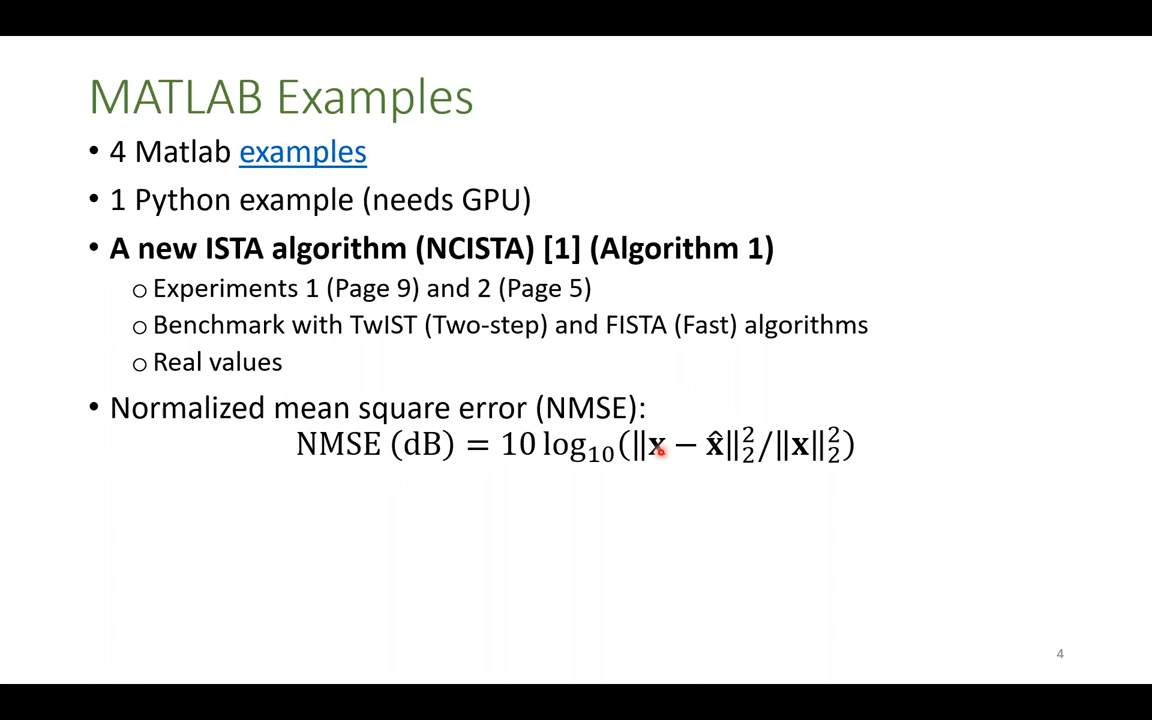 MATLAB Examples
• 4 Matlab examples
• 1 Python example (needs GPU)
• A new ISTA algorithm (NCISTA) [1] (Algorithm 1)
o Experiments 1 (Page 9) and 2 (Page 5)
o Benchmark with TwIST (Two-step) and FISTA (Fast) algorithms
o Real values
• Normalized mean square error (NMSE):
NMSE (dB) = 10 log₁₀(‖𝐱 − 𝐱̂‖₂²/‖𝐱‖₂²)
4